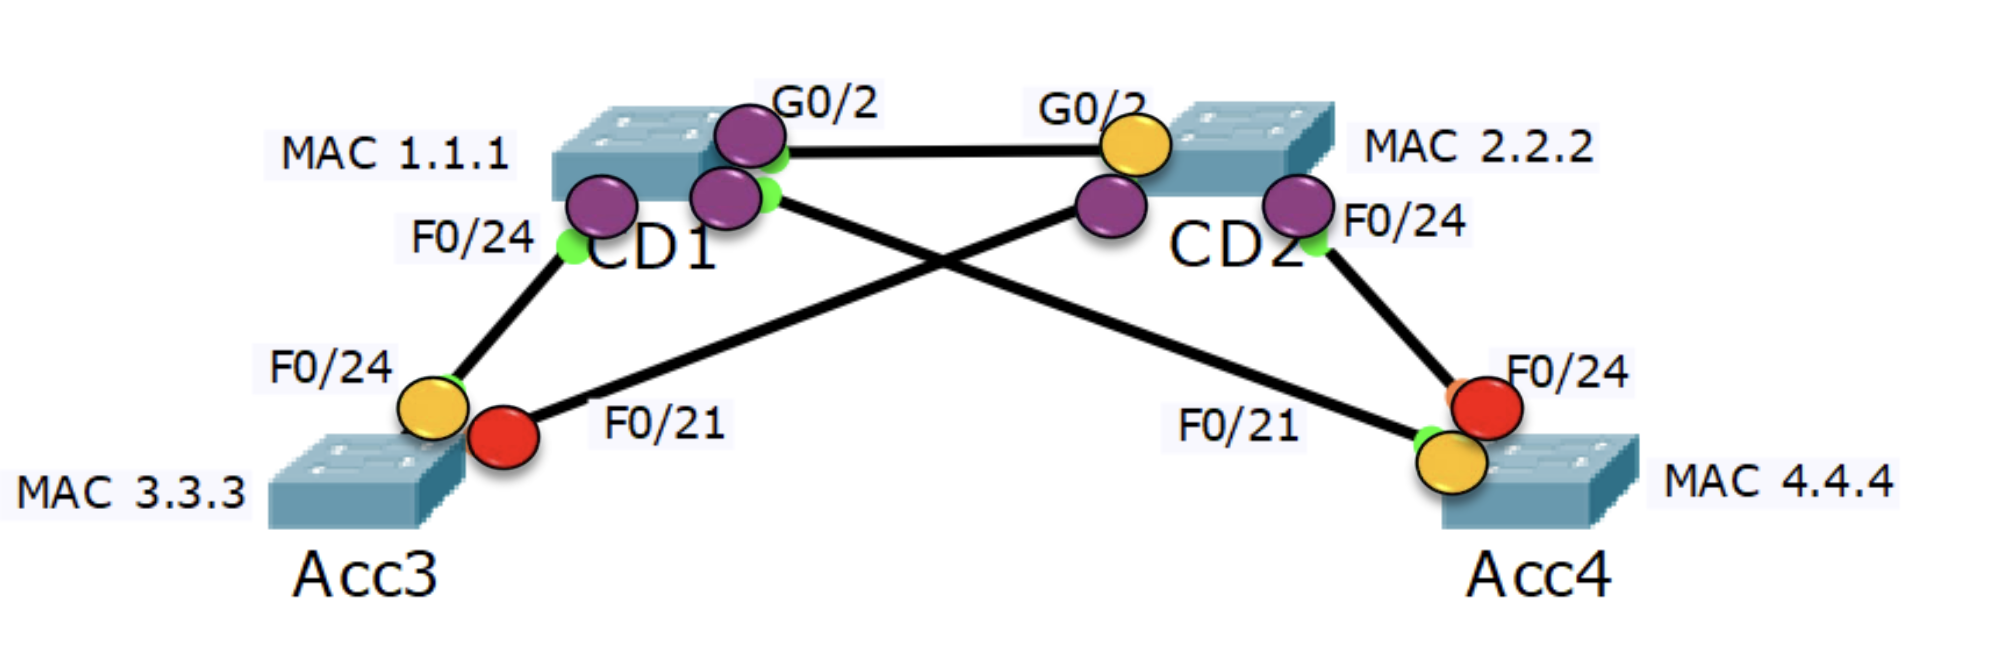 G0/2
G0/2
MAC 1.1.1
MAC 2.2.2
F0/24
CD1
CD2
F0/24
F0/24
F0/24
F0/21
F0/21
MAC 3.3.3
MAC 4.4.4
Acc3
Acc4